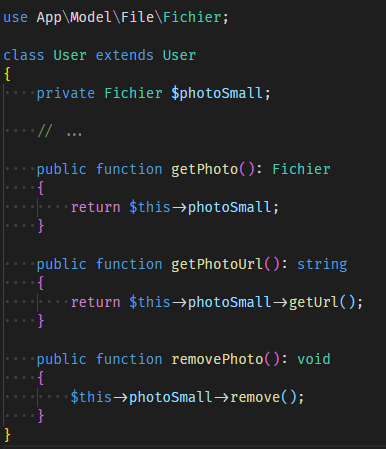 use App\Model\File\Fichier;
class User extends User
{
    private Fichier $photoSmall;
    // ...
    public function getPhoto(): Fichier
    {
        return $this->photoSmall;
    }
    public function getPhotoUrl(): string
    {
        return $this->photoSmall->getUrl();
    }
    public function removePhoto(): void
    {
        $this->photoSmall->remove();
    }
}